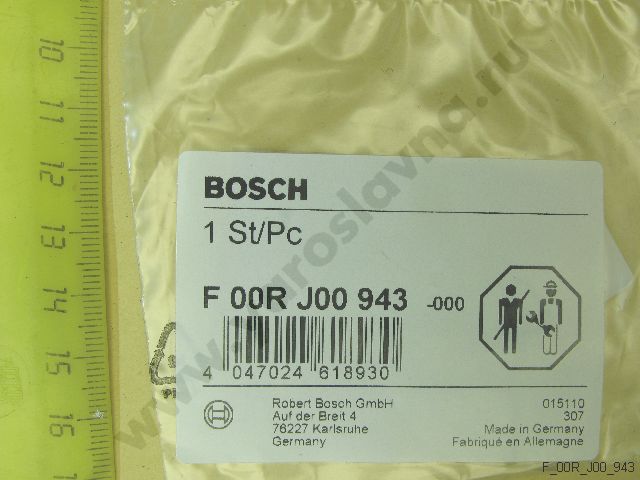 10
11
12
13
14
15
16
BOSCH
1 St/Pc
F 00R J00 943 -000
4 047024 618930
Robert Bosch GmbH
Auf der Breit 4
76227 Karlsruhe
Germany
015110
307
Made in Germany
Fabriqué en Allemagne
www.yaroslavna.ru
F_00R_J00_943